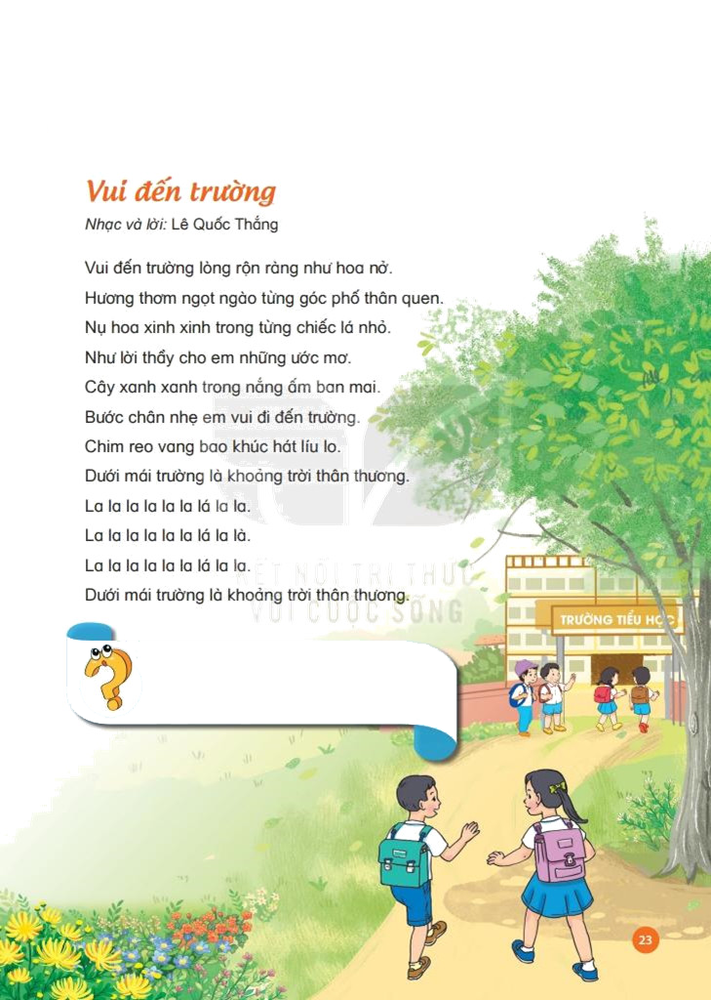 Vui đến trường
Nhạc và lời: Lê Quốc Thắng
Vui đến trường lòng rộn ràng như hoa nở.
Hương thơm ngọt ngào từng góc phố thân quen.
Nụ hoa xinh xinh trong từng chiếc lá nhỏ.
Như lời thầy cho em những ước mơ.
Cây xanh xanh trong nắng ấm ban mai.
Bước chân nhẹ em vui đi đến trường.
Chim reo vang bao khúc hát líu lo.
Dưới mái trường là khoảng trời thân thương.
La la la la la la lá la la.
La la la la la la lá la là.
La la la la la la lá la la.
KẾT NỐI TRI THỨC
Dưới mái trường là khoảng trời thân thương.
VỚI CUỘC SỐNG
TRƯỜNG TIỂU HỌC
?
23